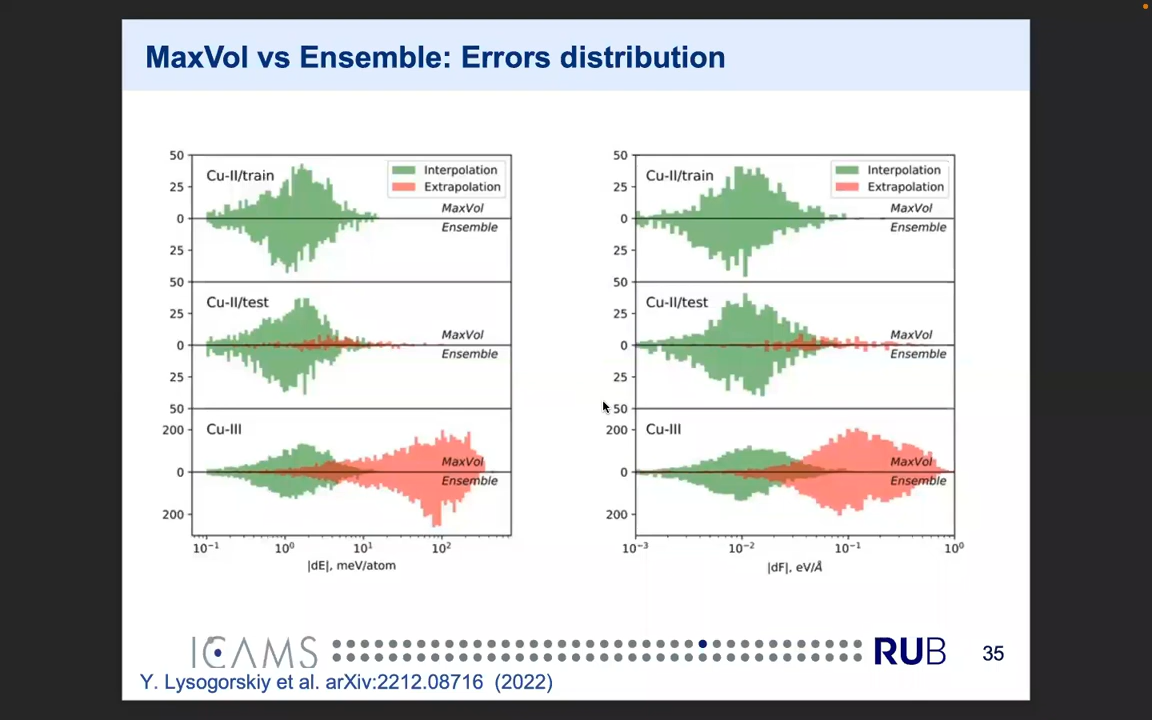 MaxVol vs Ensemble: Errors distribution
50
Cu-II/train
Interpolation
Extrapolation
25
MaxVol
0
Ensemble
25
50
Cu-II/test
25
MaxVol
0
Ensemble
25
50
200
Cu-III
MaxVol
0
Ensemble
200
10⁻¹ 10⁰ 10¹ 10²
|dE|, meV/atom
50
Cu-II/train
Interpolation
Extrapolation
25
MaxVol
0
Ensemble
25
50
Cu-II/test
25
MaxVol
0
Ensemble
25
50
200
Cu-III
MaxVol
0
Ensemble
200
10⁻³ 10⁻² 10⁻¹ 10⁰
|dF|, eV/Å
ICAMS
RUB
35
Y. Lysogorskiy et al. arXiv:2212.08716 (2022)